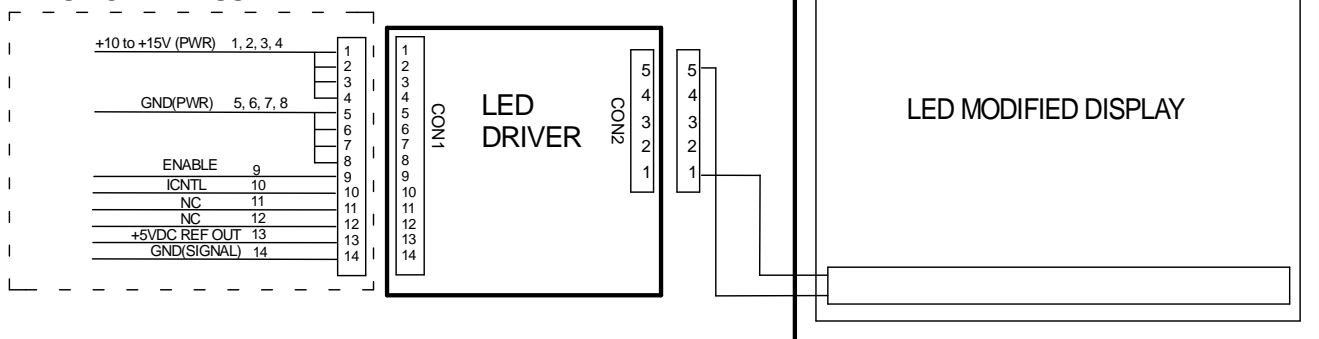 +10 to +15V (PWR) 1, 2, 3, 4
GND(PWR) 5, 6, 7, 8
ENABLE 9
ICNTL 10
NC 11
NC 12
+5VDC REF OUT 13
GND(SIGNAL) 14
1
2
3
4
5
6
7
8
9
10
11
12
13
14
1
2
3
4
5
6
7
8
9
10
11
12
13
14
CON1
LED
DRIVER
CON2
5
4
3
2
1
5
4
3
2
1
LED MODIFIED DISPLAY